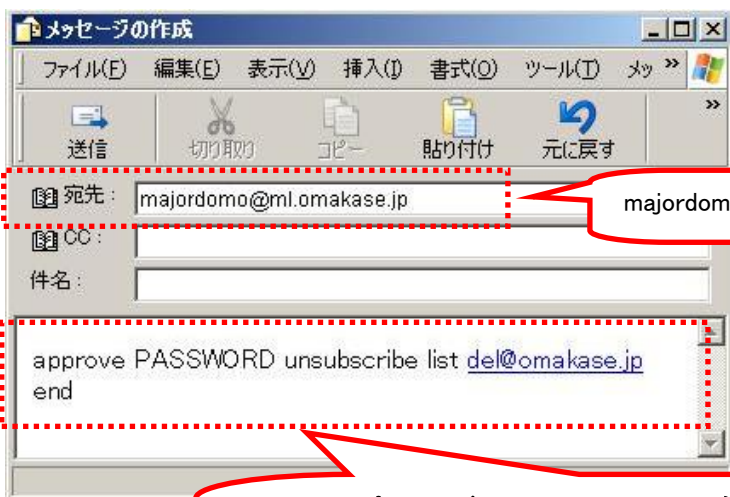 メッセージの作成
ファイル(F) 編集(E) 表示(V) 挿入(I) 書式(O) ツール(T) メッ »
送信 切り取り コピー 貼り付け 元に戻す »
宛先: majordomo@ml.omakase.jp
majordom
CC:
件名:
approve PASSWORD unsubscribe list del@omakase.jp
end